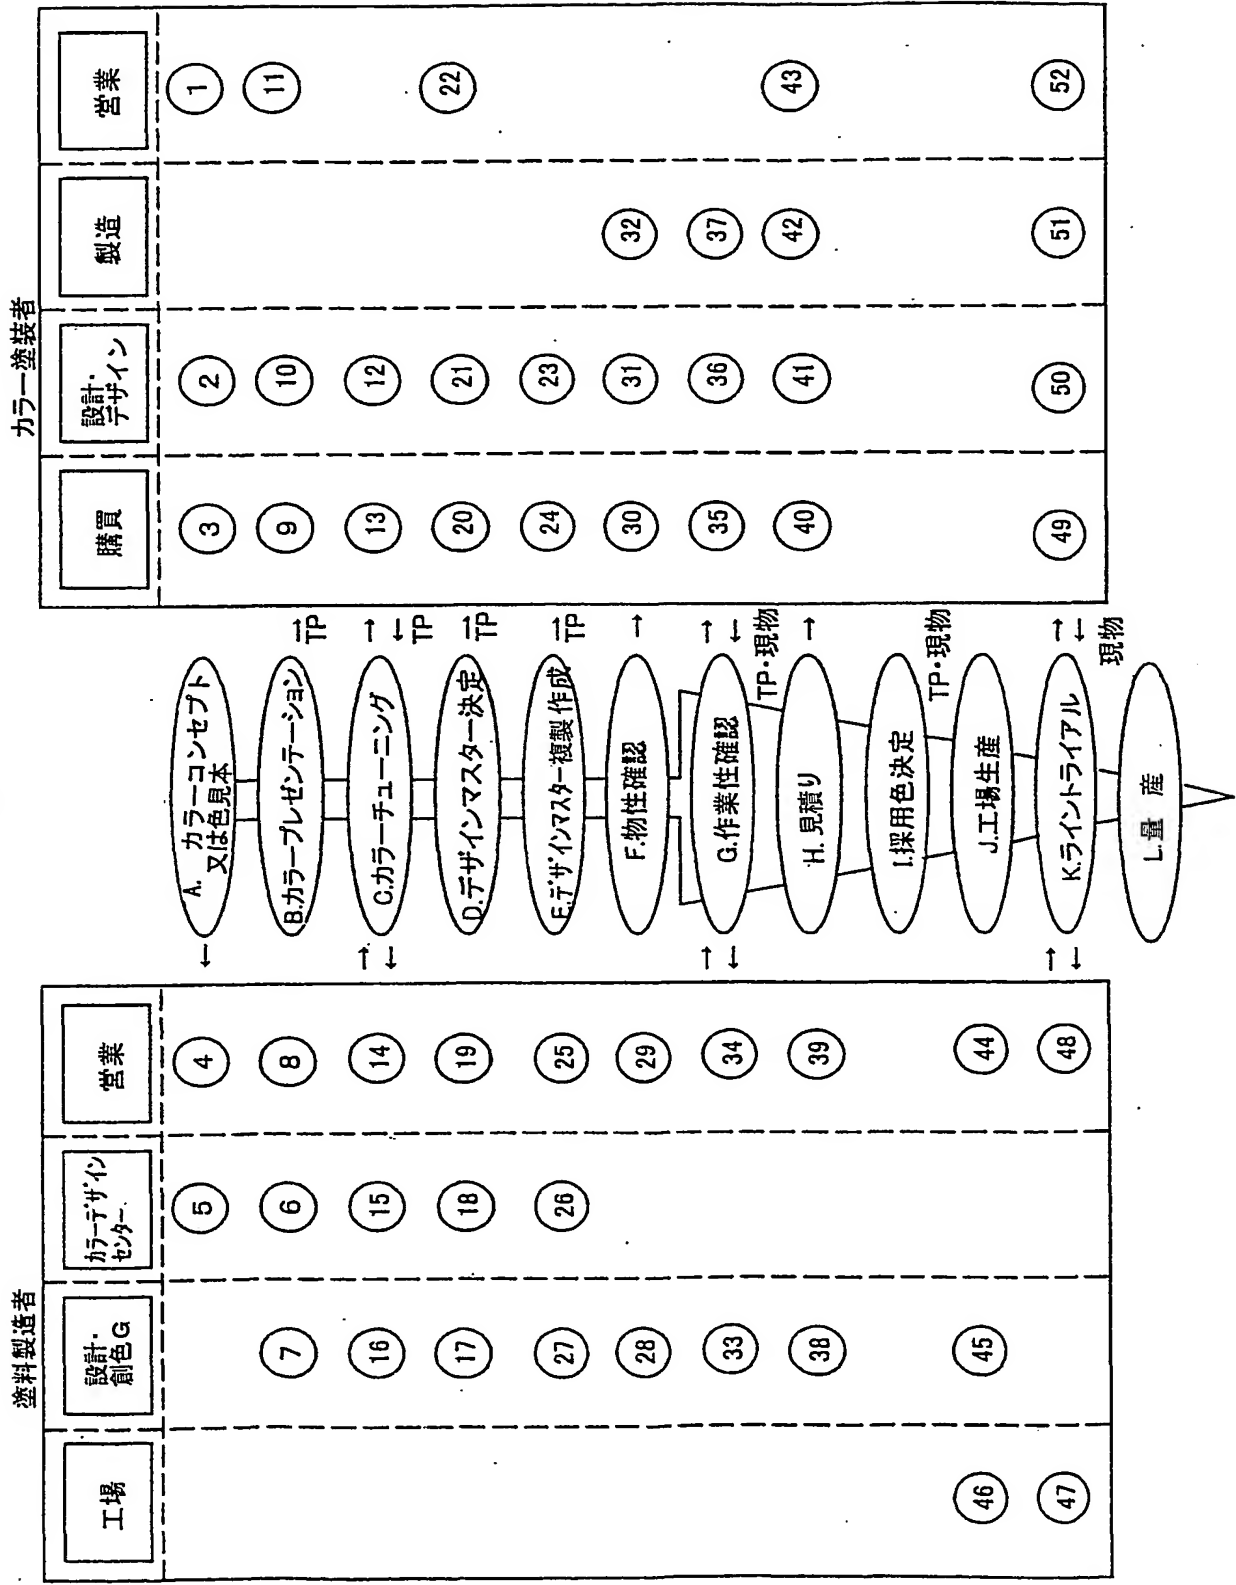 塗料製造者
カラー塗装者
工場
設計・
創色G
カラーデザイン
センター
営業
購買
設計・
デザイン
製造
営業
5
4
A. カラーコンセプト
又は色見本
3
2
1
7
6
8
B.カラープレゼンテーション
TP
9
10
11
16
15
14
C.カラーチューニング
TP
13
12
17
18
19
D.デザインマスター決定
TP
20
21
22
27
26
25
E.デザインマスター複製作成
TP
24
23
28
29
F.物性確認
30
31
32
33
34
G.作業性確認
TP・現物
35
36
37
38
39
H.見積り
40
41
42
43
I.採用色決定
TP・現物
46
45
44
J.工場生産
47
48
K.ライントライアル
現物
49
50
51
52
L.量 産